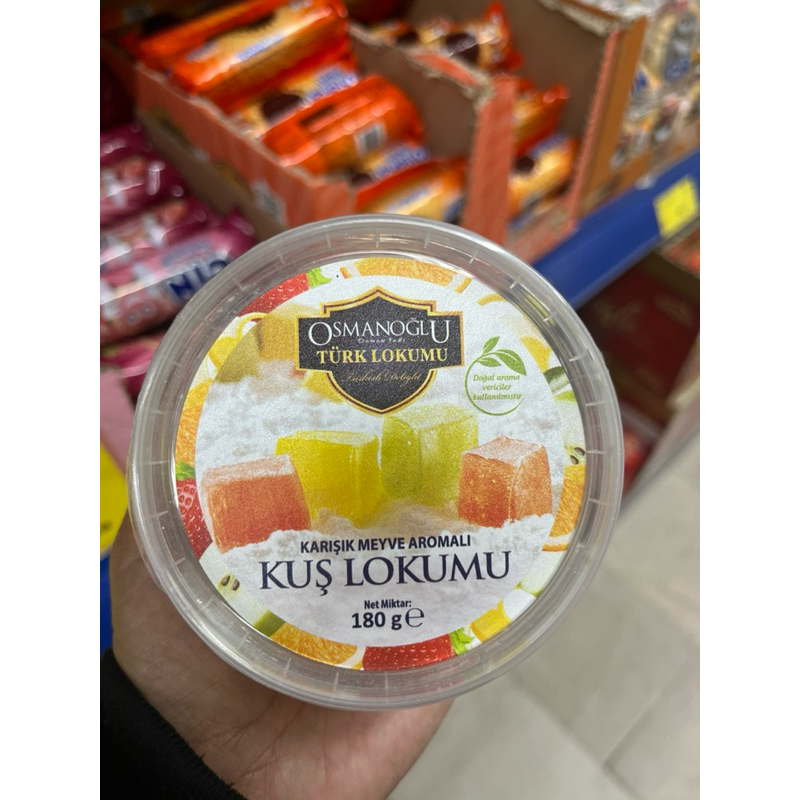 OSMANOĞLU
Osman Tadı
TÜRK LOKUMU
Turkish Delight
Doğal aroma
vericiler
kullanılmıştır.
KARIŞIK MEYVE AROMALI
KUŞ LOKUMU
Net Miktar:
180 g ℮